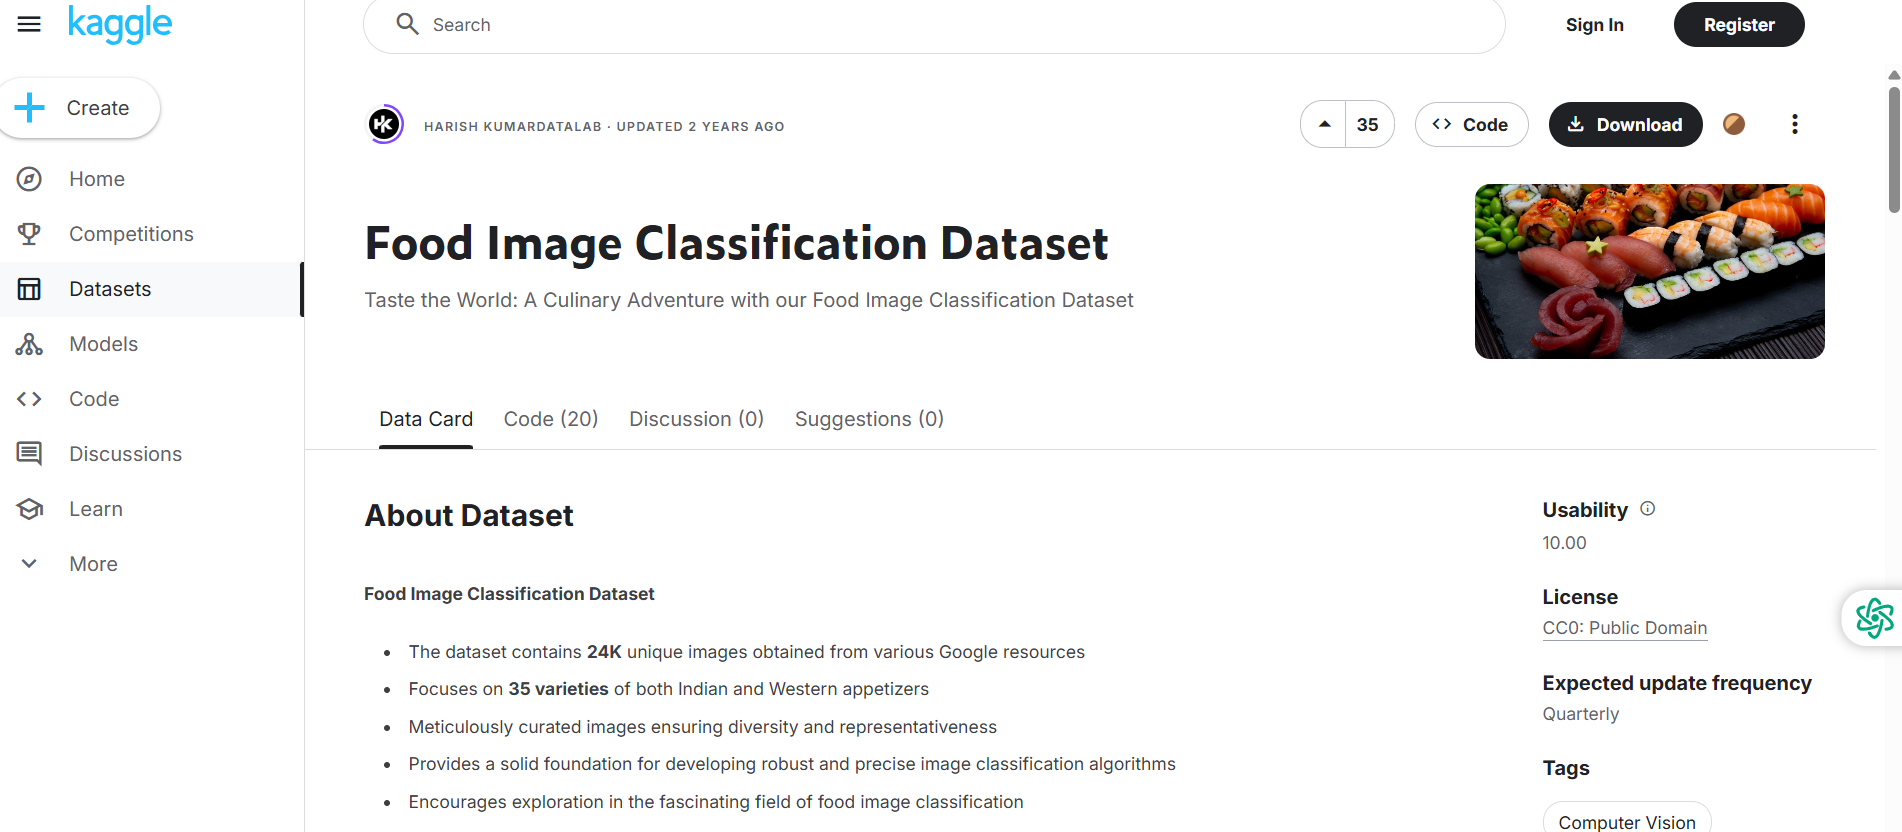 kaggle
Search
Sign In
Register
Create
Home
Competitions
Datasets
Models
Code
Discussions
Learn
More
HARISH KUMARDATALAB · UPDATED 2 YEARS AGO
35
Code
Download
Food Image Classification Dataset
Taste the World: A Culinary Adventure with our Food Image Classification Dataset
Data Card
Code (20)
Discussion (0)
Suggestions (0)
About Dataset
Food Image Classification Dataset
The dataset contains 24K unique images obtained from various Google resources
Focuses on 35 varieties of both Indian and Western appetizers
Meticulously curated images ensuring diversity and representativeness
Provides a solid foundation for developing robust and precise image classification algorithms
Encourages exploration in the fascinating field of food image classification
Usability
10.00
License
CC0: Public Domain
Expected update frequency
Quarterly
Tags
Computer Vision